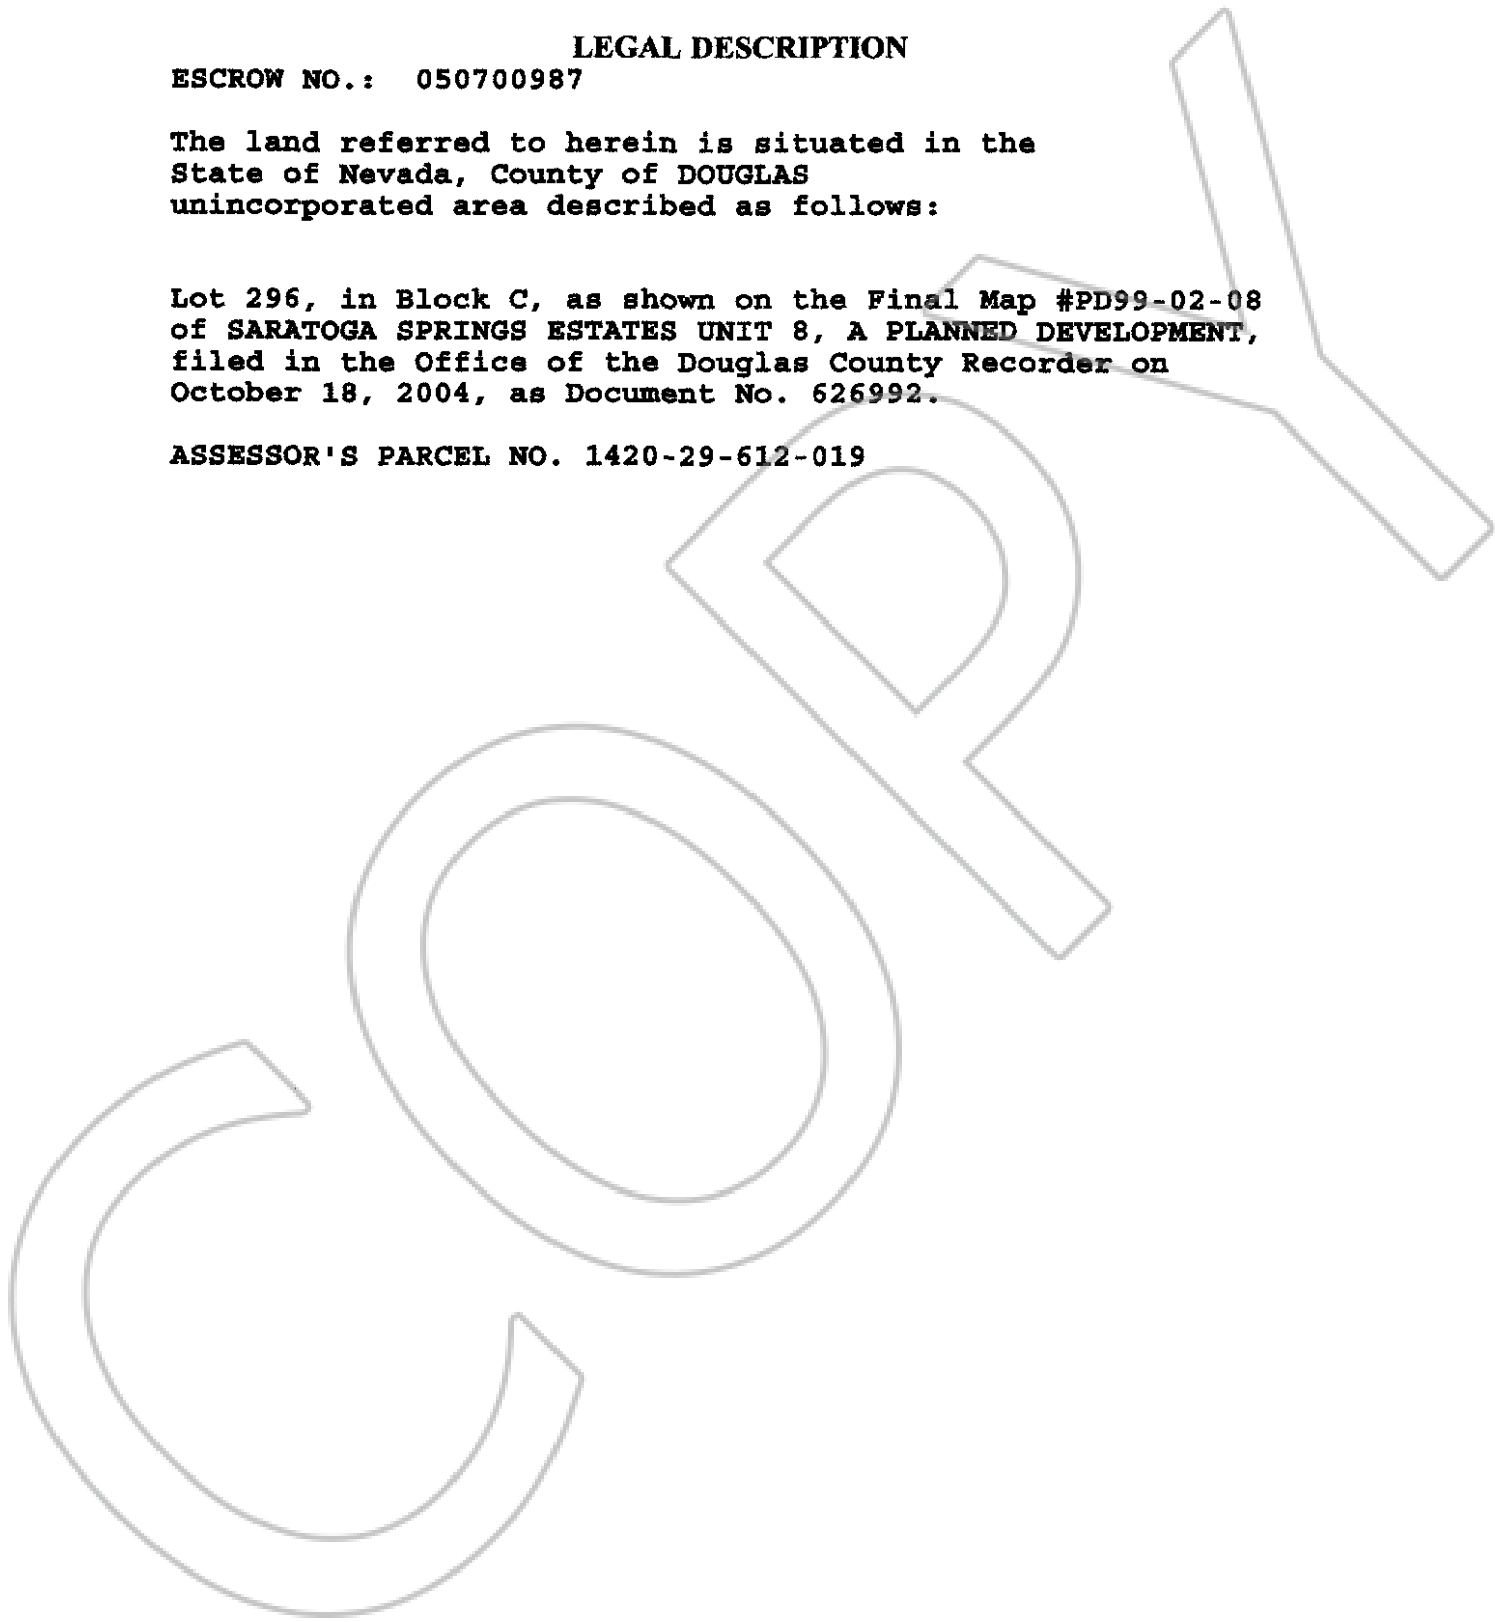 LEGAL DESCRIPTION
ESCROW NO.: 050700987
The land referred to herein is situated in the
State of Nevada, County of DOUGLAS
unincorporated area described as follows:
Lot 296, in Block C, as shown on the Final Map #PD99-02-08
of SARATOGA SPRINGS ESTATES UNIT 8, A PLANNED DEVELOPMENT,
filed in the Office of the Douglas County Recorder on
October 18, 2004, as Document No. 626992.
ASSESSOR'S PARCEL NO. 1420-29-612-019
COPY